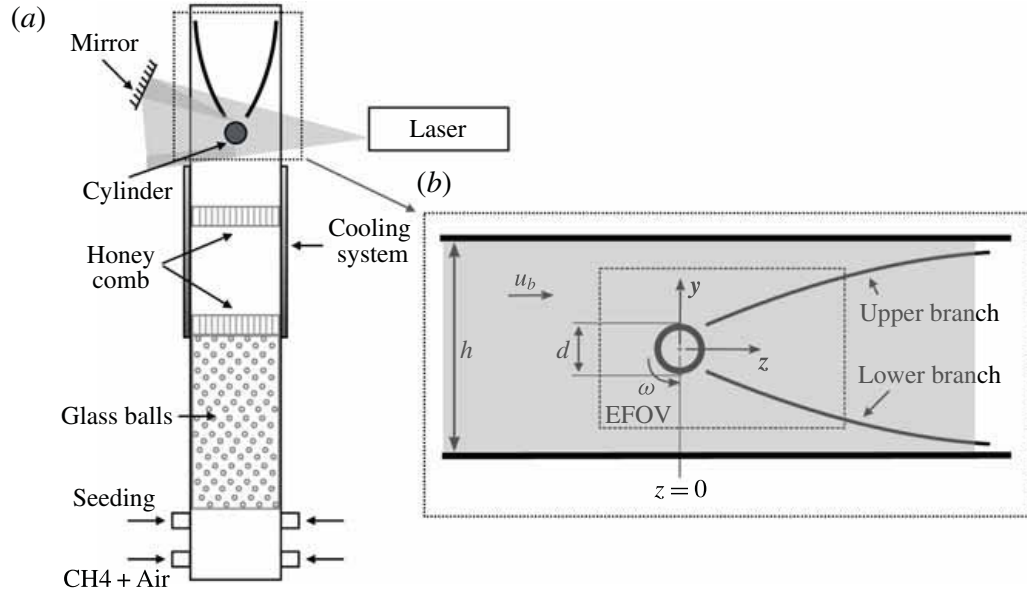 (a)
Mirror
Laser
Cylinder
Honey
comb
Cooling
system
Glass balls
Seeding
CH4 + Air
(b)
u_b
y
Upper branch
h
d
z
ω
Lower branch
EFOV
z = 0